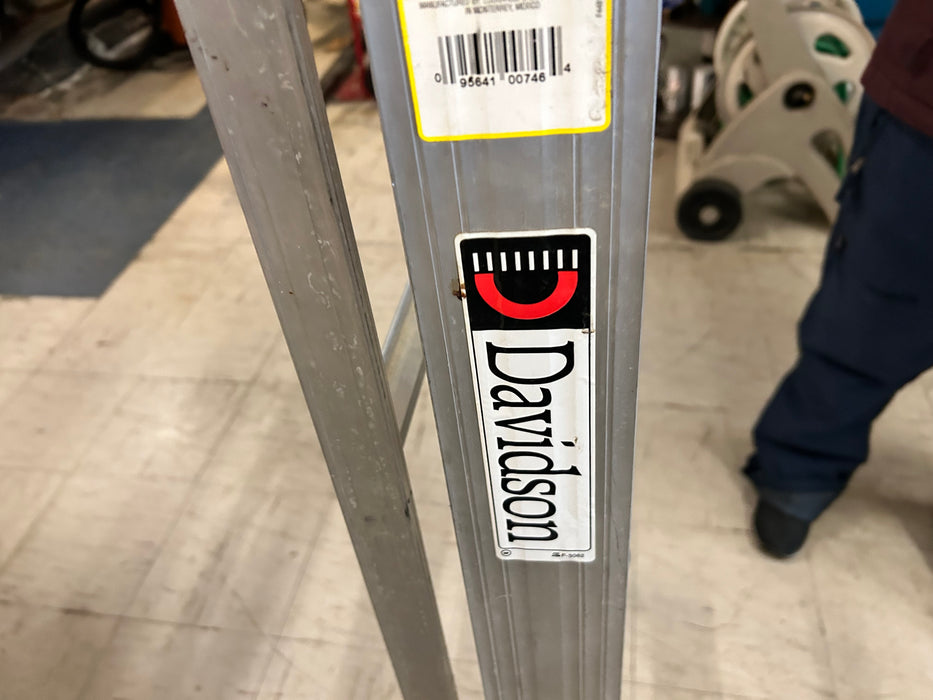 IN MONTERREY, MEXICO
0 95641 00746 4
Davidson